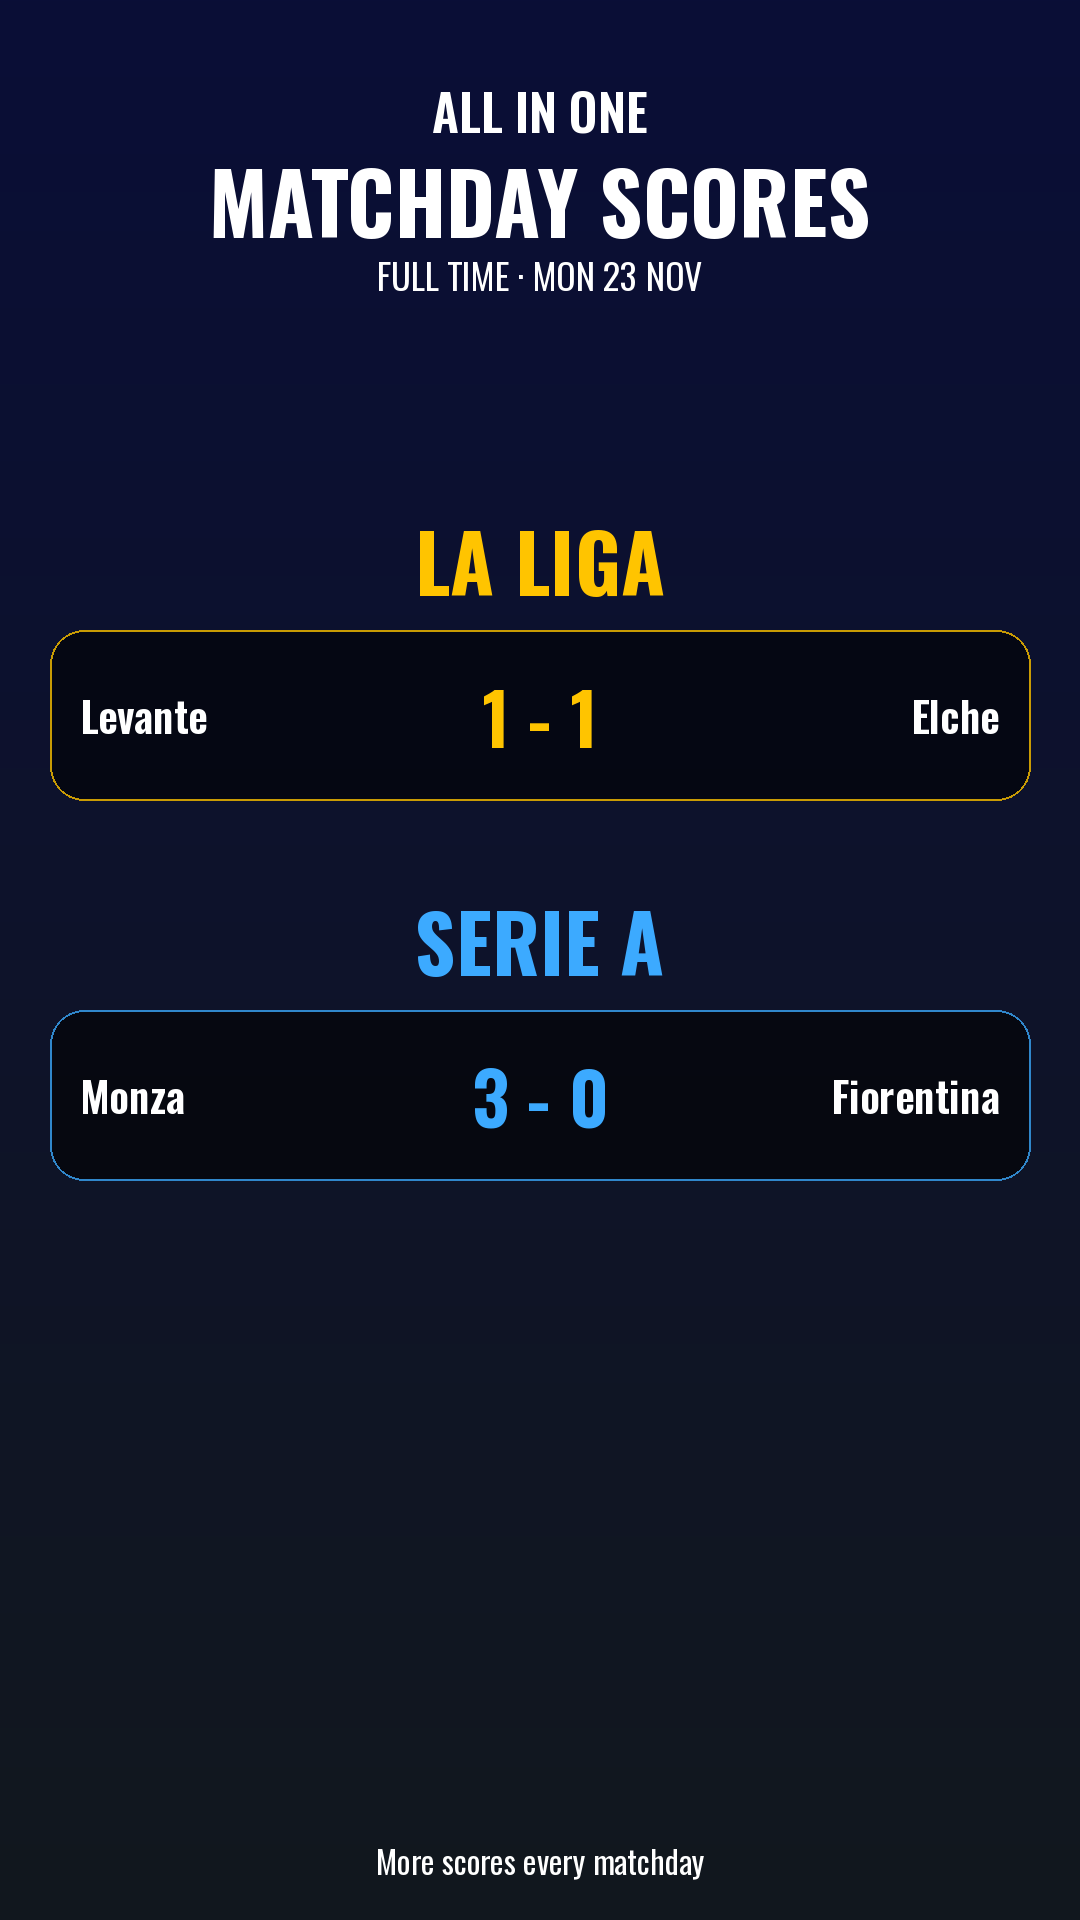 ALL IN ONE
MATCHDAY SCORES
FULL TIME · MON 23 NOV
LA LIGA
Levante 1 - 1 Elche
SERIE A
Monza 3 - 0 Fiorentina
More scores every matchday